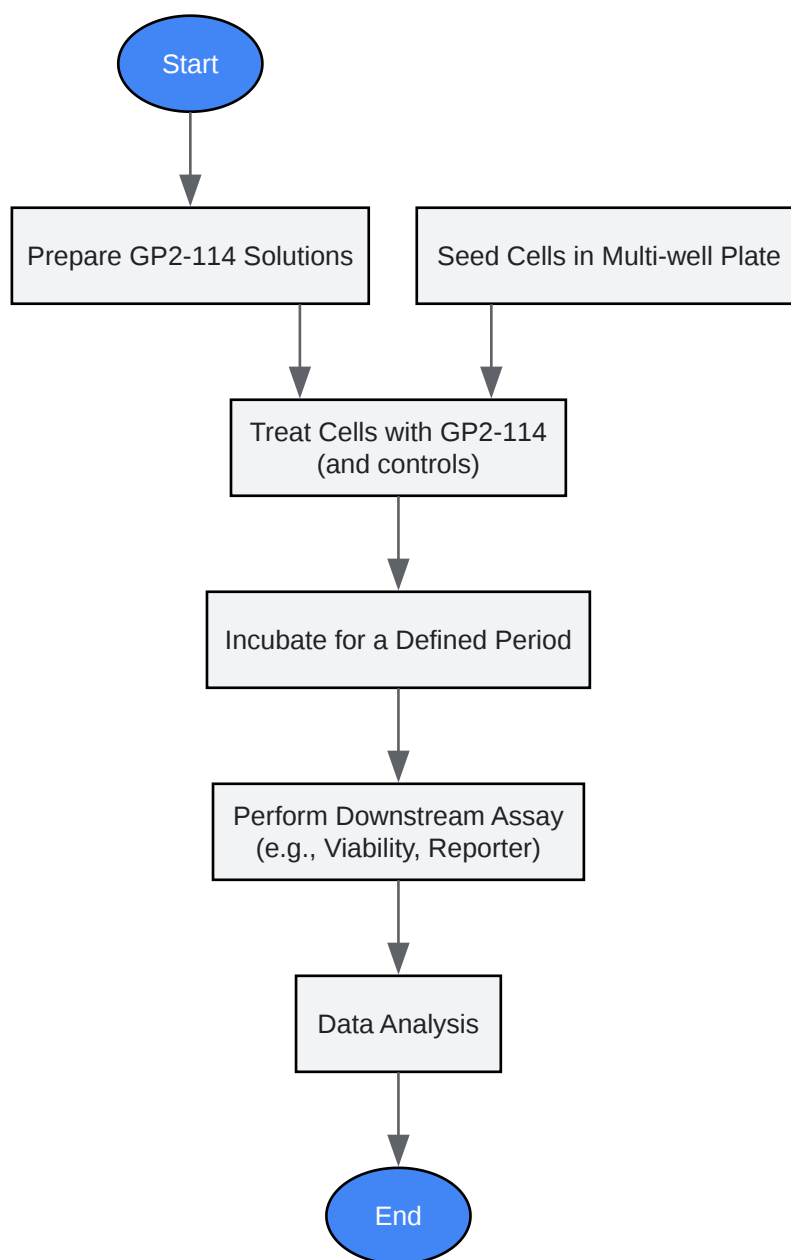 Start
Prepare GP2-114 Solutions
Seed Cells in Multi-well Plate
Treat Cells with GP2-114
(and controls)
Incubate for a Defined Period
Perform Downstream Assay
(e.g., Viability, Reporter)
Data Analysis
End